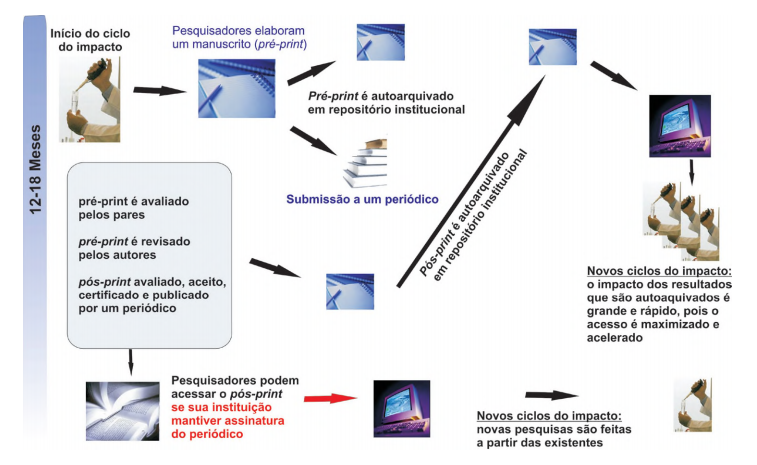 12-18 Meses
Início do ciclo
do impacto
Pesquisadores elaboram
um manuscrito (pré-print)
Pré-print é autoarquivado
em repositório institucional
Submissão a um periódico
pré-print é avaliado
pelos pares
pré-print é revisado
pelos autores
pós-print avaliado, aceito,
certificado e publicado
por um periódico
Pós-print é autoarquivado
em repositório institucional
Novos ciclos do impacto:
o impacto dos resultados
que são autoaquivados é
grande e rápido, pois o
acesso é maximizado e
acelerado
Pesquisadores podem
acessar o pós-print
se sua instituição
mantiver assinatura
do periódico
Novos ciclos do impacto:
novas pesquisas são feitas
a partir das existentes